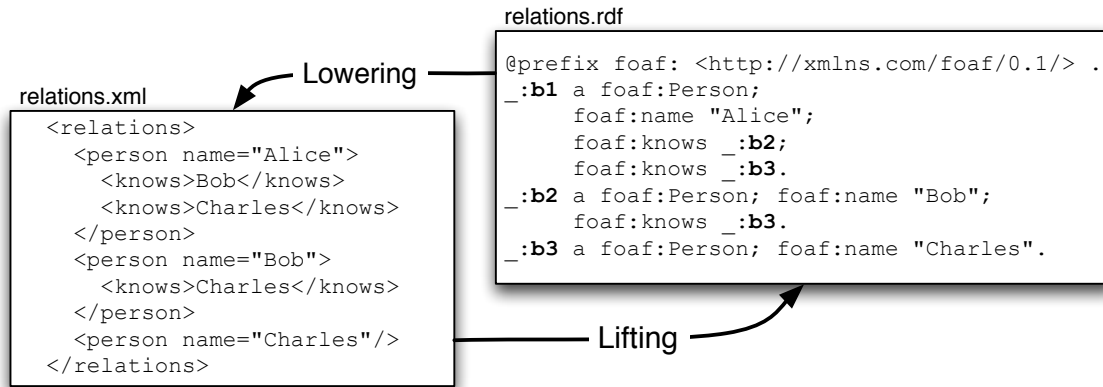 relations.rdf
@prefix foaf: <http://xmlns.com/foaf/0.1/> .
_:b1 a foaf:Person;
     foaf:name "Alice";
     foaf:knows _:b2;
     foaf:knows _:b3.
_:b2 a foaf:Person; foaf:name "Bob";
     foaf:knows _:b3.
_:b3 a foaf:Person; foaf:name "Charles".
Lowering
relations.xml
<relations>
  <person name="Alice">
    <knows>Bob</knows>
    <knows>Charles</knows>
  </person>
  <person name="Bob">
    <knows>Charles</knows>
  </person>
  <person name="Charles"/>
</relations>
Lifting